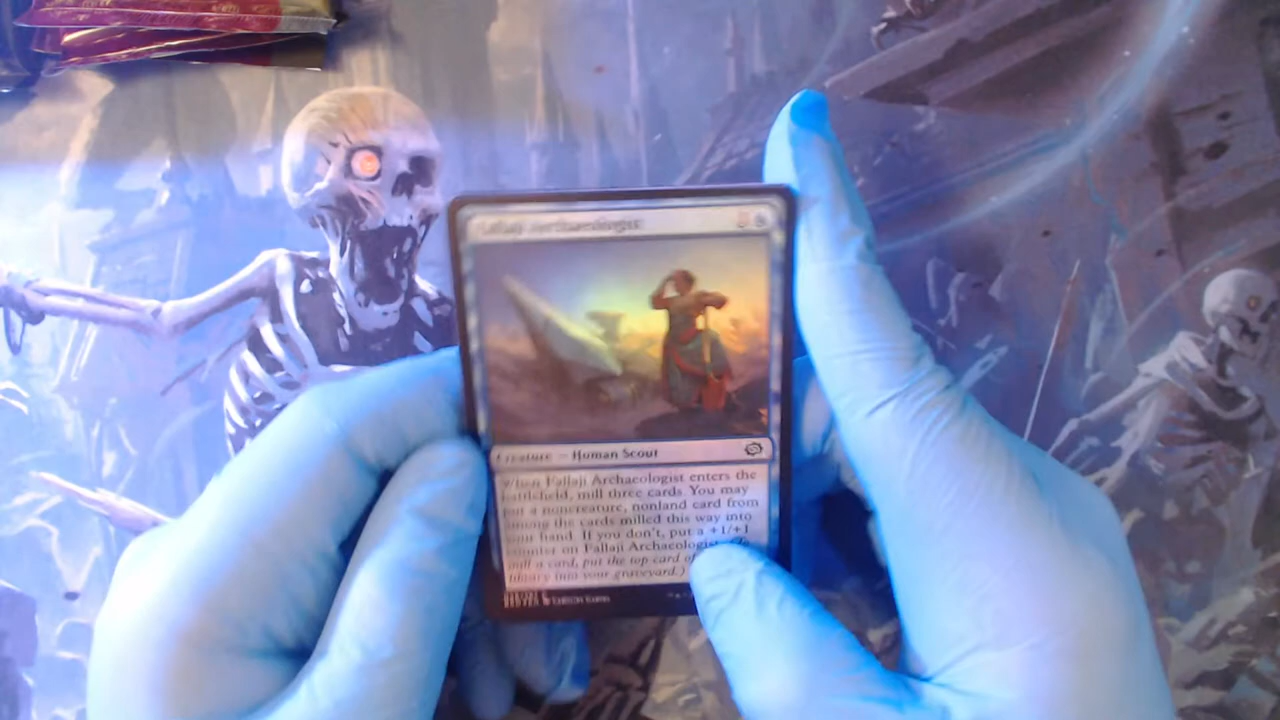 Fallaji Archaeologist
Creature – Human Scout
When Fallaji Archaeologist enters the
battlefield, mill three cards. You may
put a noncreature, nonland card from
among the cards milled this way into
your hand. If you don't, put a +1/+1
counter on Fallaji Archaeologist. (To
mill a card, put the top card of
library into your graveyard.)